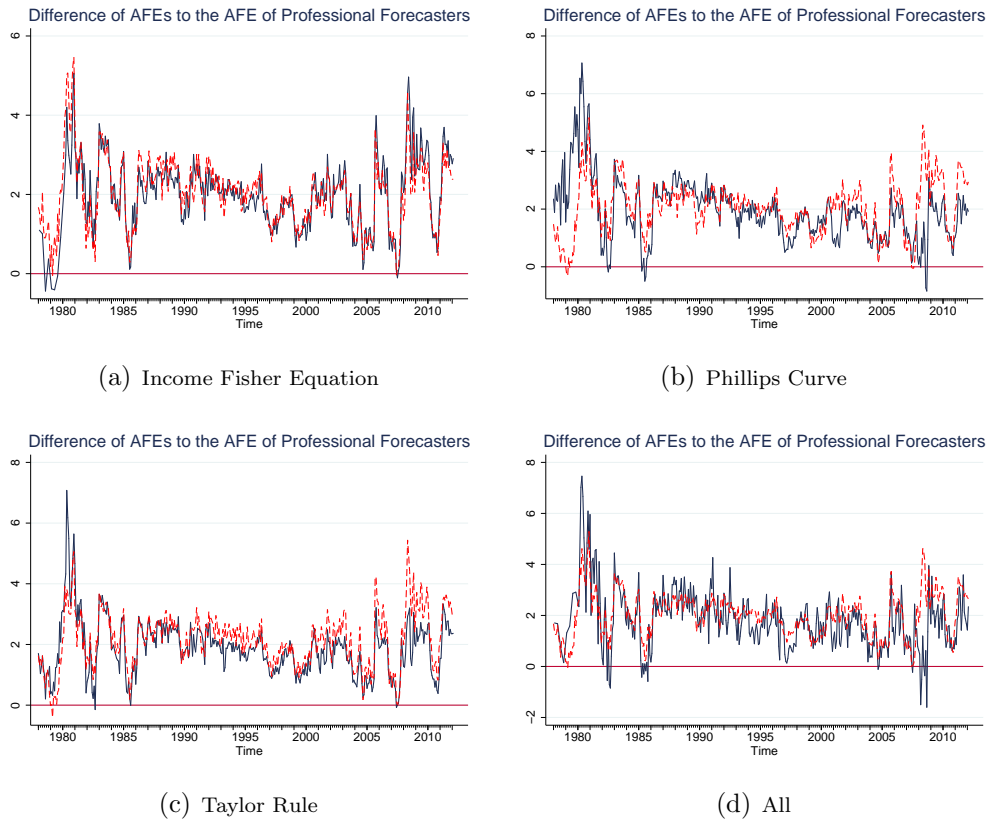 Difference of AFEs to the AFE of Professional Forecasters
6
4
2
0
1980 1985 1990 1995 2000 2005 2010
Time
(a) Income Fisher Equation
Difference of AFEs to the AFE of Professional Forecasters
8
6
4
2
0
1980 1985 1990 1995 2000 2005 2010
Time
(b) Phillips Curve
Difference of AFEs to the AFE of Professional Forecasters
8
6
4
2
0
1980 1985 1990 1995 2000 2005 2010
Time
(c) Taylor Rule
Difference of AFEs to the AFE of Professional Forecasters
8
6
4
2
0
−2
1980 1985 1990 1995 2000 2005 2010
Time
(d) All